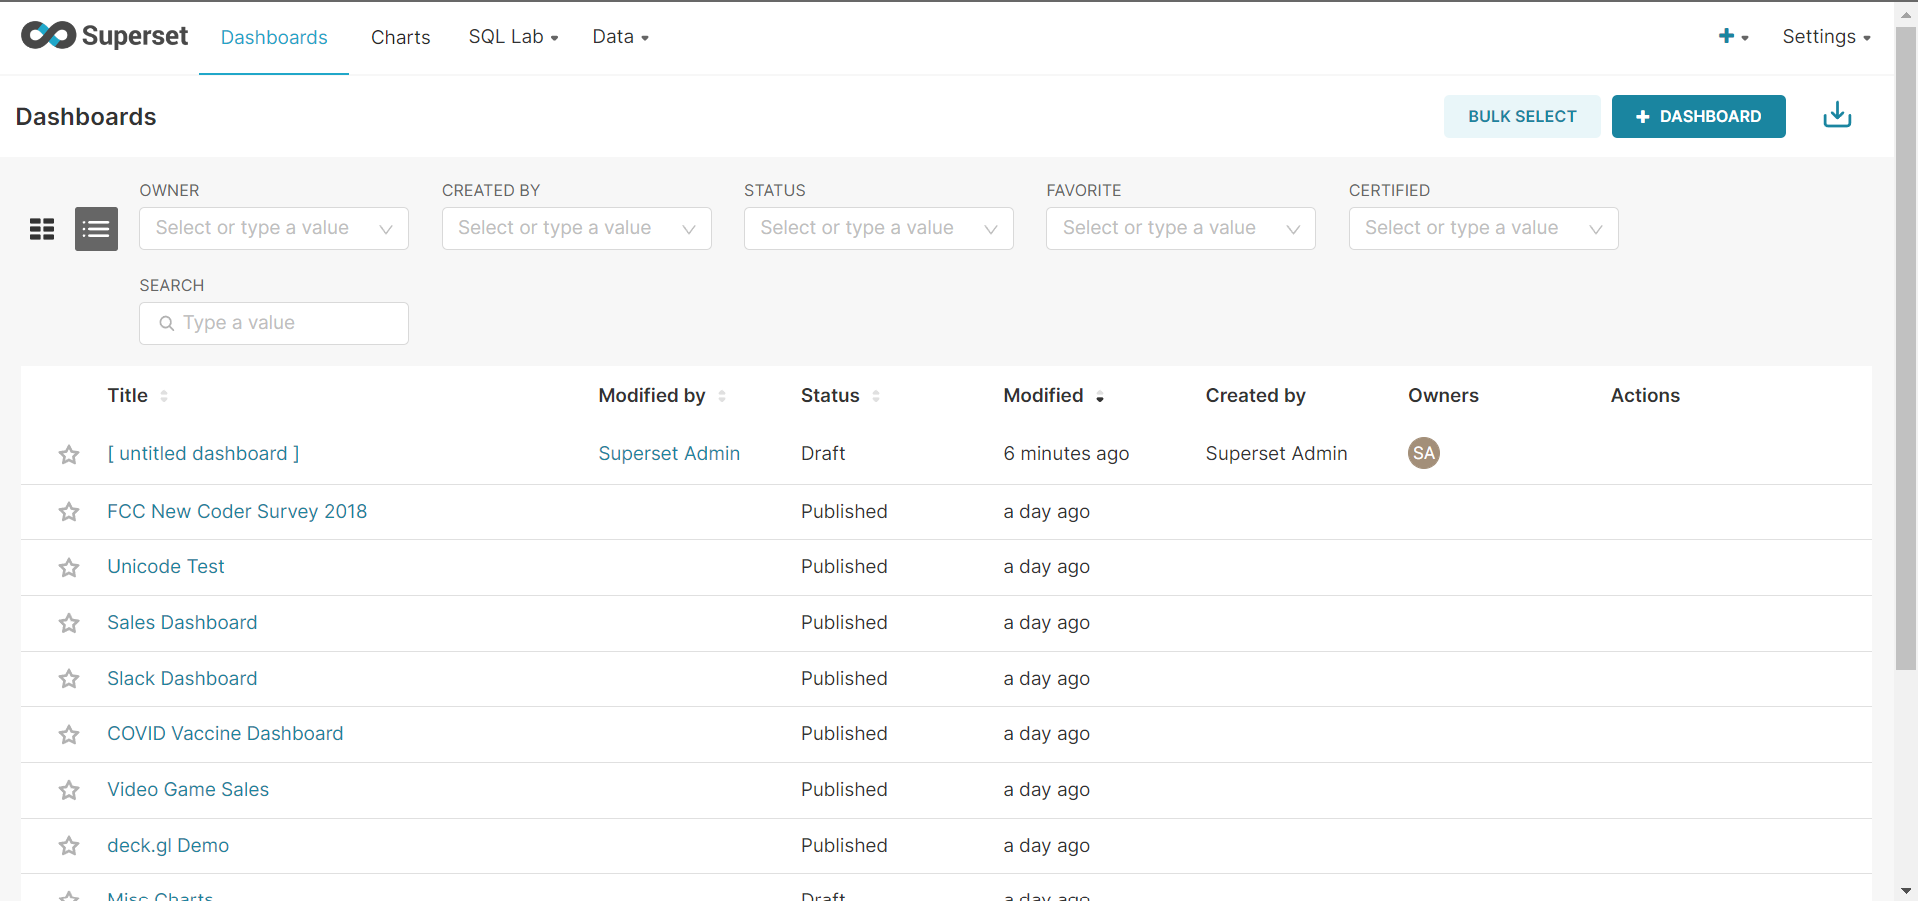 Superset Dashboards Charts SQL Lab Data + Settings
Dashboards BULK SELECT + DASHBOARD
OWNER CREATED BY STATUS FAVORITE CERTIFIED
Select or type a value Select or type a value Select or type a value Select or type a value Select or type a value
SEARCH
Type a value
Title Modified by Status Modified Created by Owners Actions
[ untitled dashboard ] Superset Admin Draft 6 minutes ago Superset Admin SA
FCC New Coder Survey 2018 Published a day ago
Unicode Test Published a day ago
Sales Dashboard Published a day ago
Slack Dashboard Published a day ago
COVID Vaccine Dashboard Published a day ago
Video Game Sales Published a day ago
deck.gl Demo Published a day ago
Misc Charts Draft a day ago